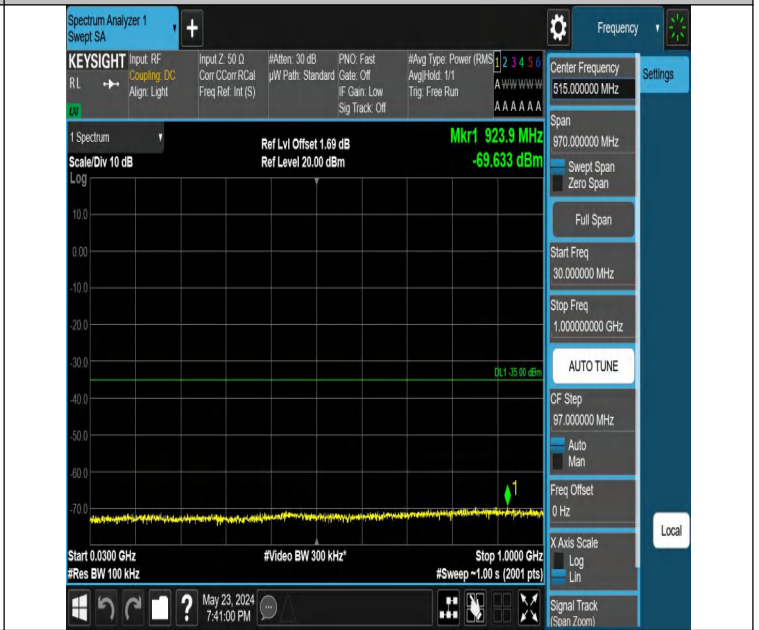 Spectrum Analyzer 1
Swept SA
Frequency
KEYSIGHT
RL
LXI
Input: RF
Coupling: DC
Align: Light
Input Z: 50 Ω
Corr CCorr RCal
Freq Ref: Int (S)
#Atten: 30 dB
µW Path: Standard
PNO: Fast
Gate: Off
IF Gain: Low
Sig Track: Off
#Avg Type: Power (RMS
Avg|Hold: 1/1
Trig: Free Run
1 2 3 4 5 6
A W W W W W
A A A A A A
Center Frequency
515.000000 MHz
Settings
1 Spectrum
Scale/Div 10 dB
Log
Ref Lvl Offset 1.69 dB
Ref Level 20.00 dBm
Mkr1 923.9 MHz
-69.633 dBm
Span
970.000000 MHz
Swept Span
Zero Span
Full Span
Start Freq
30.000000 MHz
Stop Freq
1.000000000 GHz
AUTO TUNE
CF Step
97.000000 MHz
Auto
Man
Freq Offset
0 Hz
X Axis Scale
Log
Lin
Signal Track
(Span Zoom)
Local
10.0
0.00
-10.0
-20.0
-30.0
DL1 -35.00 dBm
-40.0
-50.0
-60.0
1
-70.0
Start 0.0300 GHz
#Video BW 300 kHz*
Stop 1.0000 GHz
#Res BW 100 kHz
#Sweep ~1.00 s (2001 pts)
?
May 23, 2024
7:41:00 PM